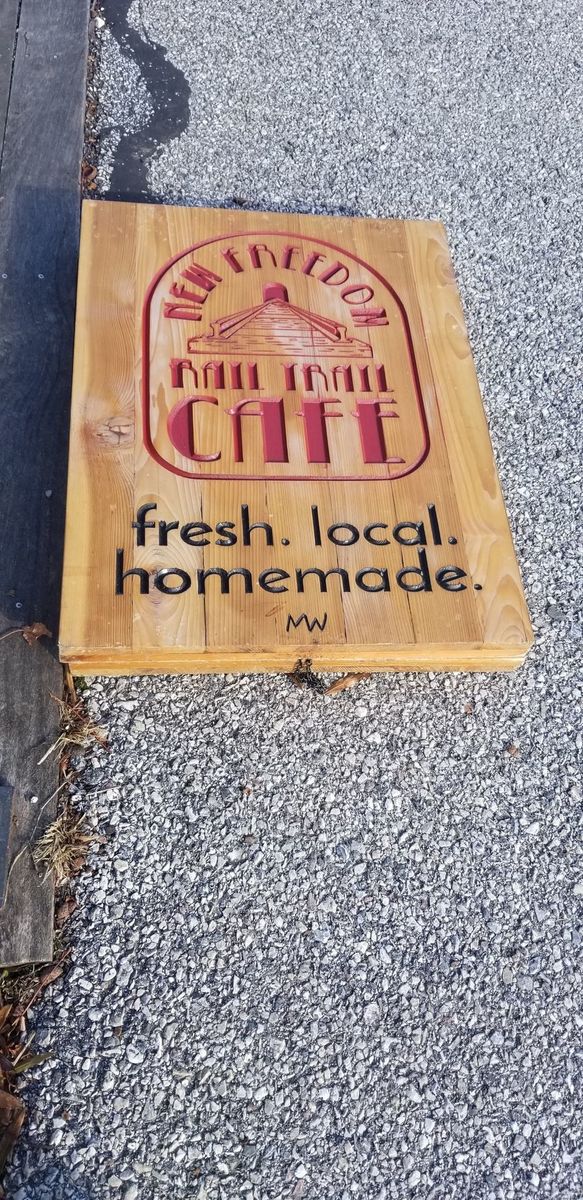 NEW FREEDOM
RAIL TRAIL
CAFE
fresh. local.
homemade.
MW